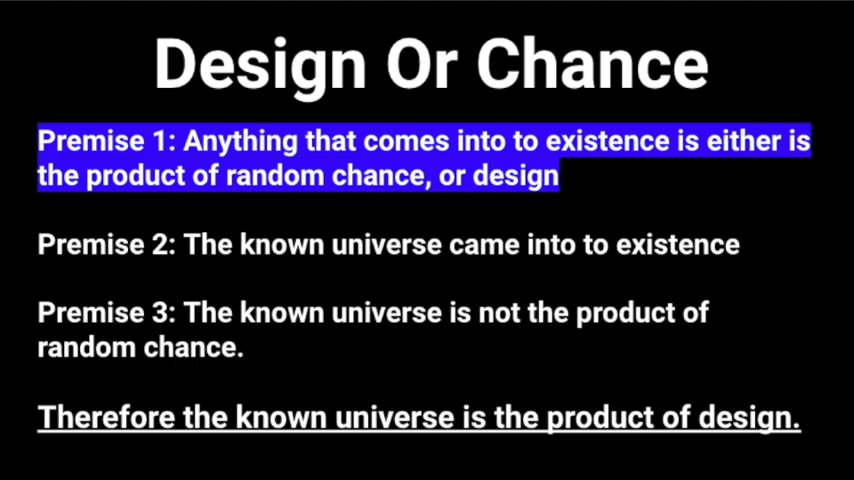 Design Or Chance
Premise 1: Anything that comes into to existence is either is
the product of random chance, or design
Premise 2: The known universe came into to existence
Premise 3: The known universe is not the product of
random chance.
Therefore the known universe is the product of design.